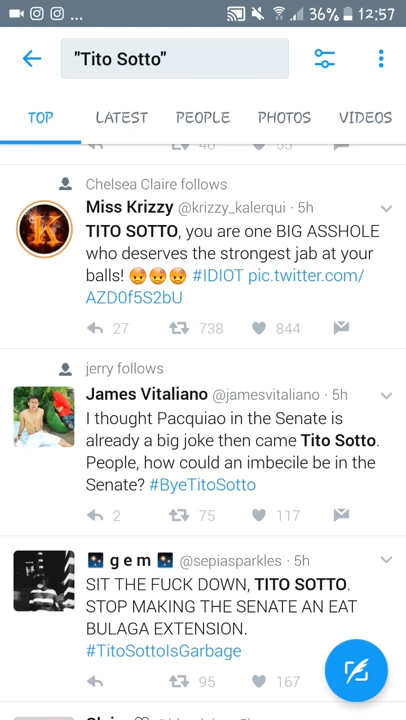 36% 12:57
"Tito Sotto"
TOP LATEST PEOPLE PHOTOS VIDEOS
Chelsea Claire follows
Miss Krizzy @krizzy_kalerqui · 5h
TITO SOTTO, you are one BIG ASSHOLE
who deserves the strongest jab at your
balls! 😡😡😡 #IDIOT pic.twitter.com/
AZD0f5S2bU
27 738 844
jerry follows
James Vitaliano @jamesvitaliano · 5h
I thought Pacquiao in the Senate is
already a big joke then came Tito Sotto.
People, how could an imbecile be in the
Senate? #ByeTitoSotto
2 75 117
g e m @sepiasparkles · 5h
SIT THE FUCK DOWN, TITO SOTTO.
STOP MAKING THE SENATE AN EAT
BULAGA EXTENSION.
#TitoSottoIsGarbage
95 167